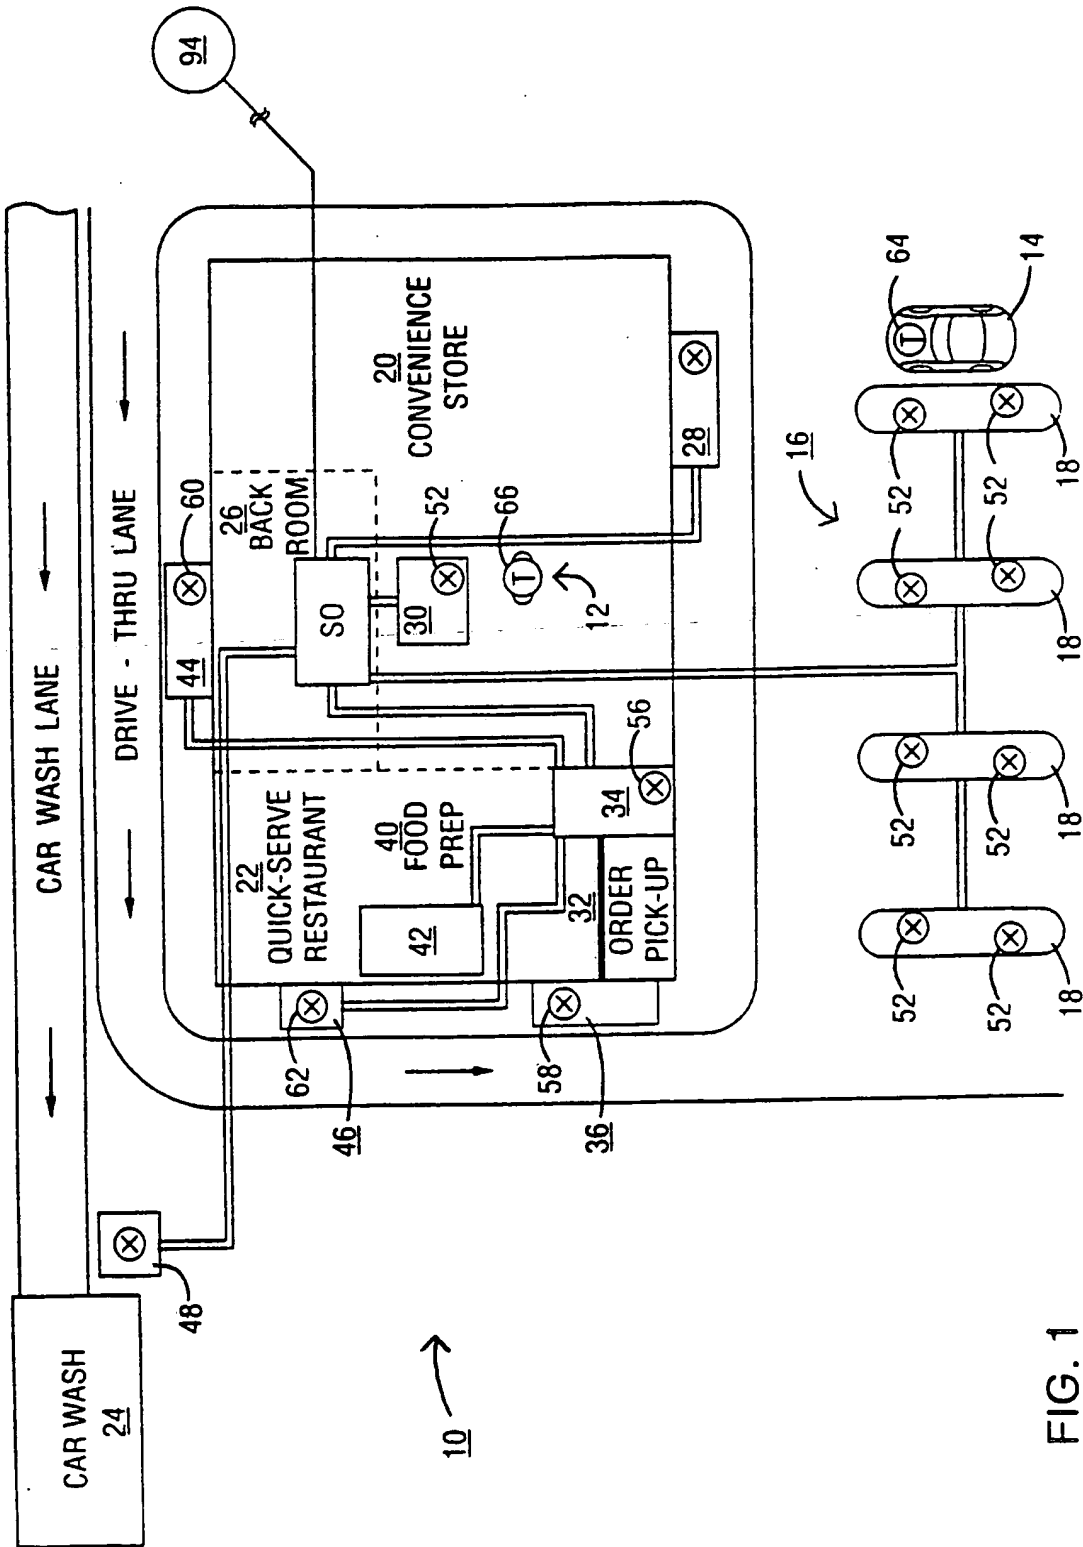 CAR WASH
24
CAR WASH LANE
DRIVE - THRU LANE
48
44
60
94
22
QUICK-SERVE
RESTAURANT
26
BACK
ROOM
SO
62
46
42
40
FOOD
PREP
30
52
20
CONVENIENCE
STORE
10
58
36
32
ORDER
PICK-UP
34
56
12
T
66
28
16
52
52
52
52
52
52
52
52
18
18
18
18
T
64
14
FIG. 1